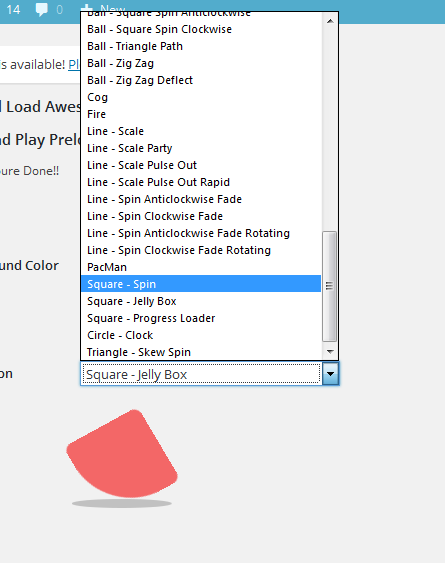 14 0 New
Ball - Square Spin Anticlockwise
Ball - Square Spin Clockwise
Ball - Triangle Path
s available! Pl
Ball - Zig Zag
Ball - Zig Zag Deflect
Cog
d Load Awes
Fire
Line - Scale
nd Play Prelo
Line - Scale Party
Line - Scale Pulse Out
ure Done!!
Line - Scale Pulse Out Rapid
Line - Spin Anticlockwise Fade
Line - Spin Clockwise Fade
Line - Spin Anticlockwise Fade Rotating
Line - Spin Clockwise Fade Rotating
und Color
PacMan
Square - Spin
Square - Jelly Box
Square - Progress Loader
Circle - Clock
Triangle - Skew Spin
on
Square - Jelly Box